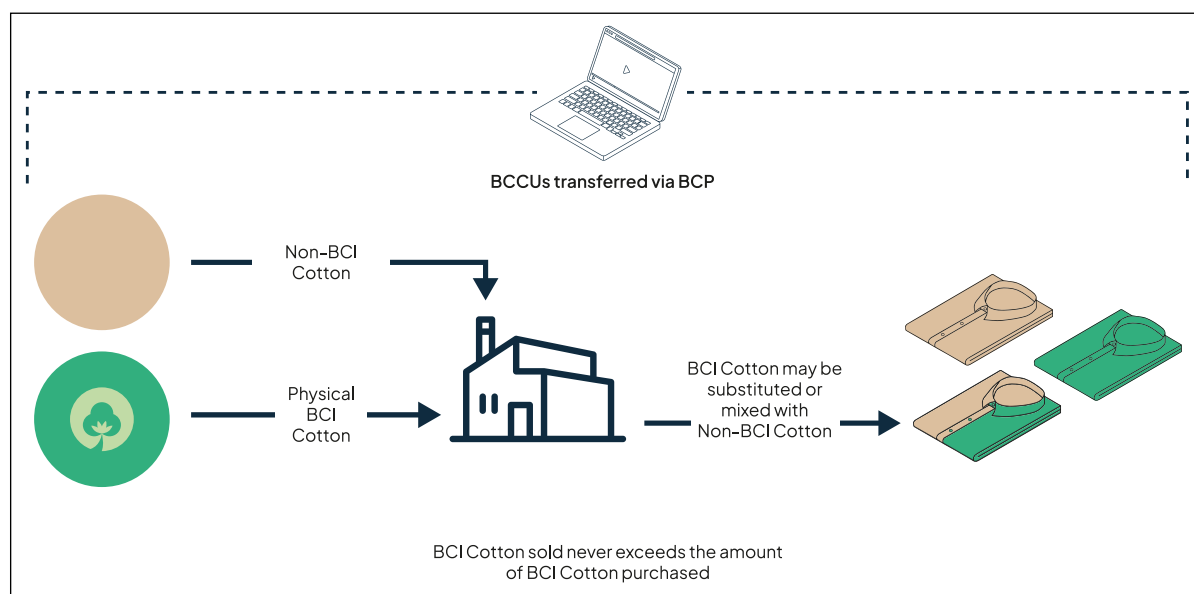 BCCUs transferred via BCP
Non-BCI
Cotton
Physical
BCI
Cotton
BCI Cotton may be
substituted or
mixed with
Non-BCI Cotton
BCI Cotton sold never exceeds the amount
of BCI Cotton purchased